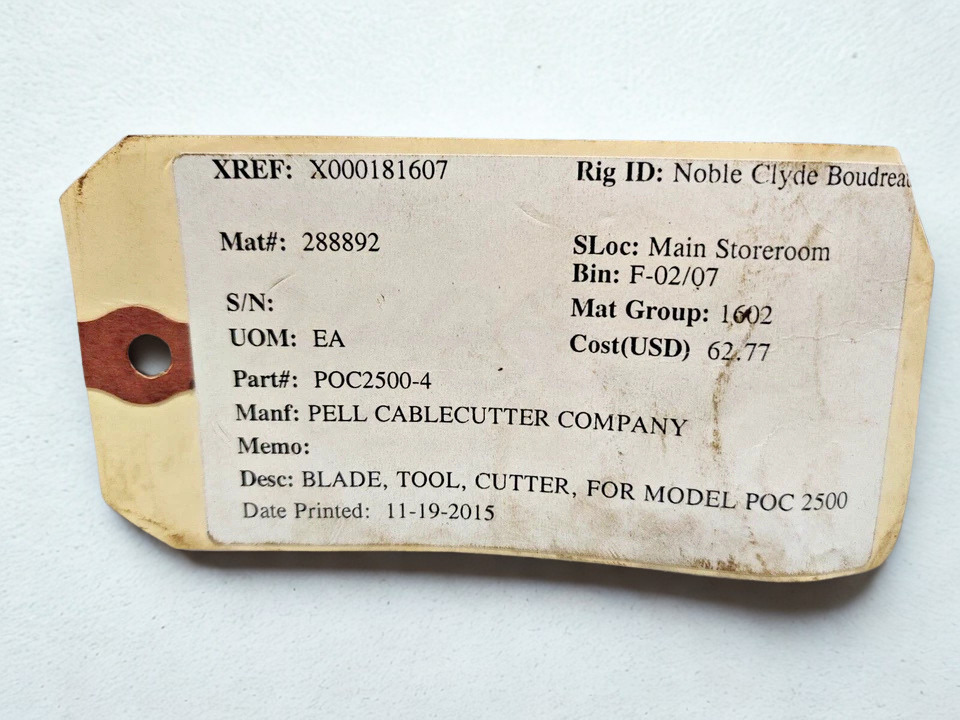 XREF: X000181607 Rig ID: Noble Clyde Boudrea
Mat#: 288892 SLoc: Main Storeroom
Bin: F-02/07
S/N: Mat Group: 1602
UOM: EA Cost(USD) 62.77
Part#: POC2500-4
Manf: PELL CABLECUTTER COMPANY
Memo:
Desc: BLADE, TOOL, CUTTER, FOR MODEL POC 2500
Date Printed: 11-19-2015